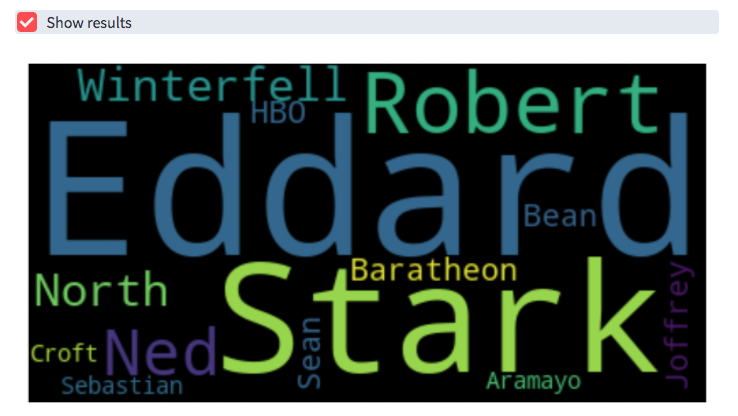 Show results
Winterfell
Robert
HBO
Eddard
Bean
Baratheon
North
Stark
Joffrey
Croft
Ned
Sean
Sebastian
Aramayo